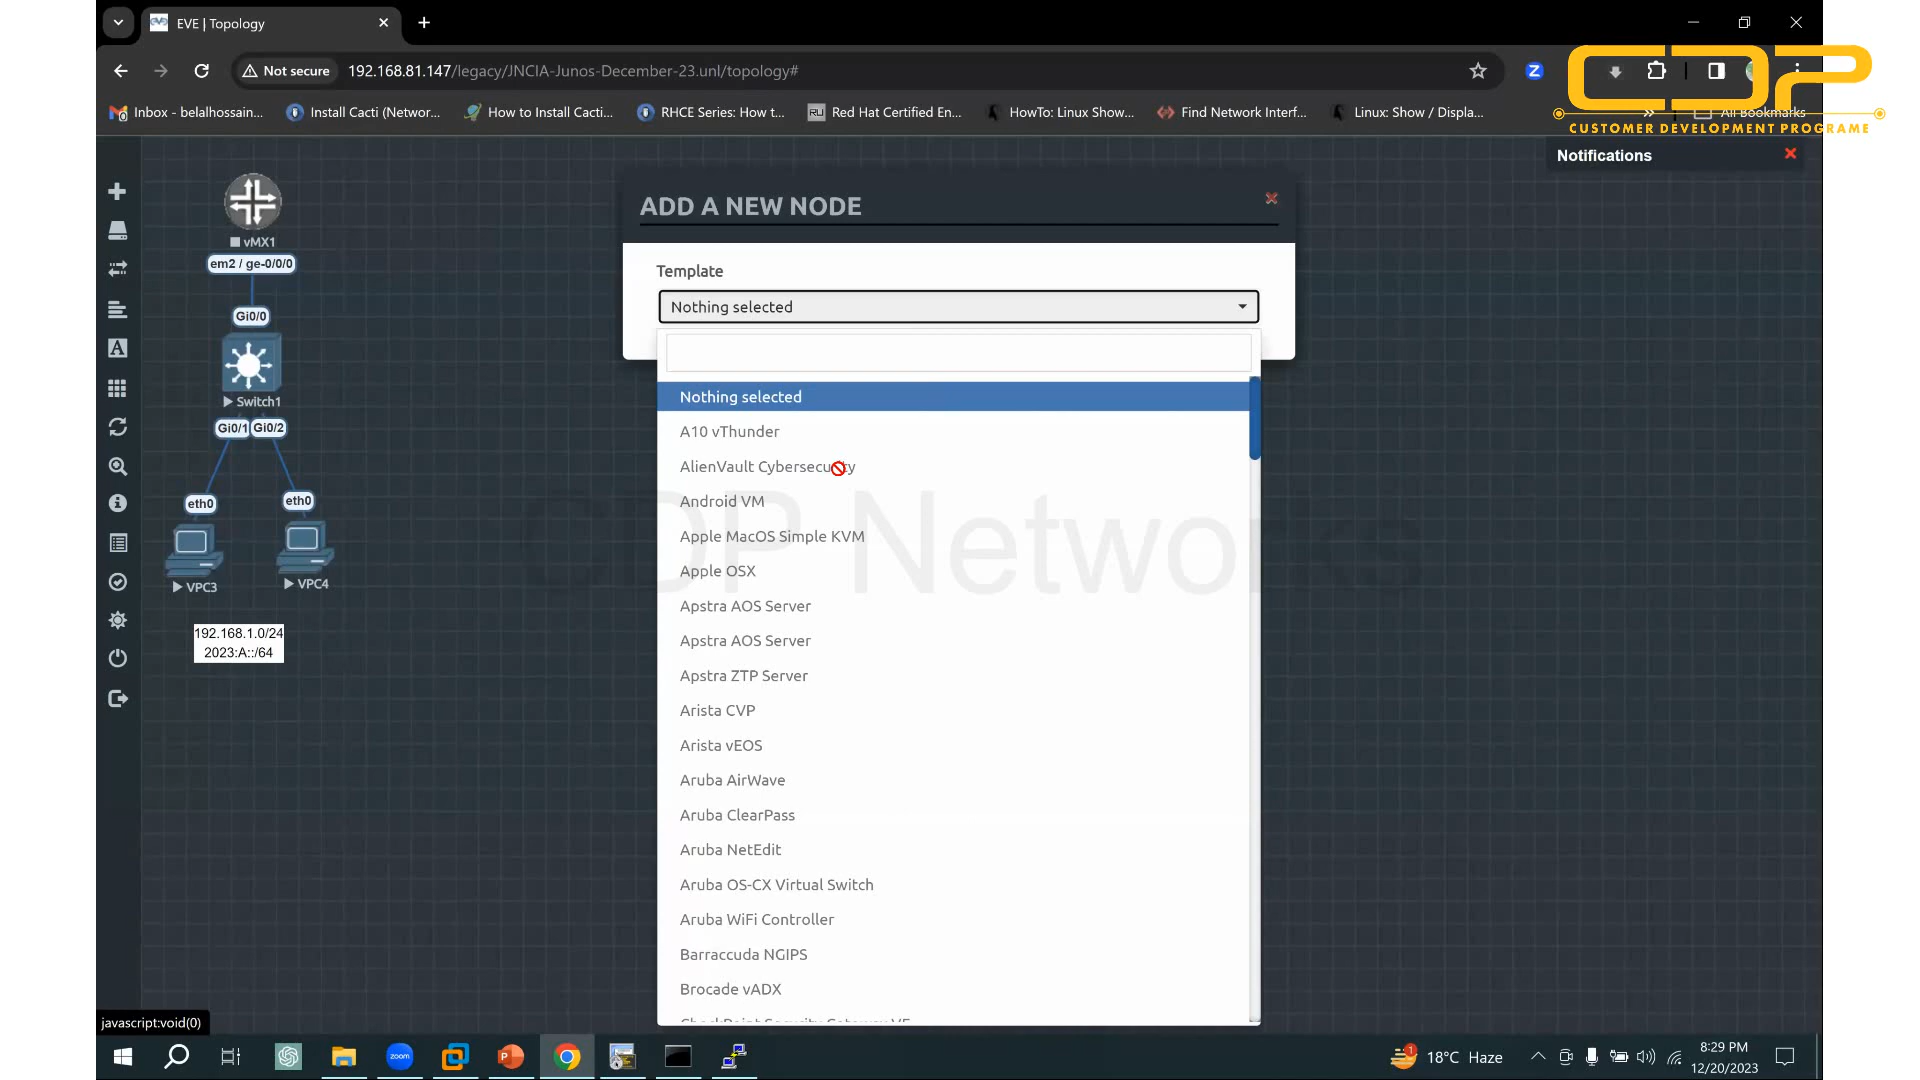 EVE | Topology
Not secure
192.168.81.147/legacy/JNCIA-Junos-December-23.unl/topology#
CUSTOMER DEVELOPMENT PROGRAME
Inbox - belalhossain...
Install Cacti (Networ...
How to Install Cacti...
RHCE Series: How t...
RU
Red Hat Certified En...
HowTo: Linux Show...
Find Network Interf...
Linux: Show / Displa...
»
All Bookmarks
Notifications
vMX1
em2 / ge-0/0/0
Gi0/0
Switch1
Gi0/1
Gi0/2
eth0
eth0
VPC3
VPC4
192.168.1.0/24
2023:A::/64
ADD A NEW NODE
Template
Nothing selected
Nothing selected
A10 vThunder
AlienVault Cybersecurity
Android VM
Apple MacOS Simple KVM
Apple OSX
Apstra AOS Server
Apstra AOS Server
Apstra ZTP Server
Arista CVP
Arista vEOS
Aruba AirWave
Aruba ClearPass
Aruba NetEdit
Aruba OS-CX Virtual Switch
Aruba WiFi Controller
Barraccuda NGIPS
Brocade vADX
CDP Networks
javascript:void(0)
zoom
1
18°C Haze
8:29 PM
12/20/2023